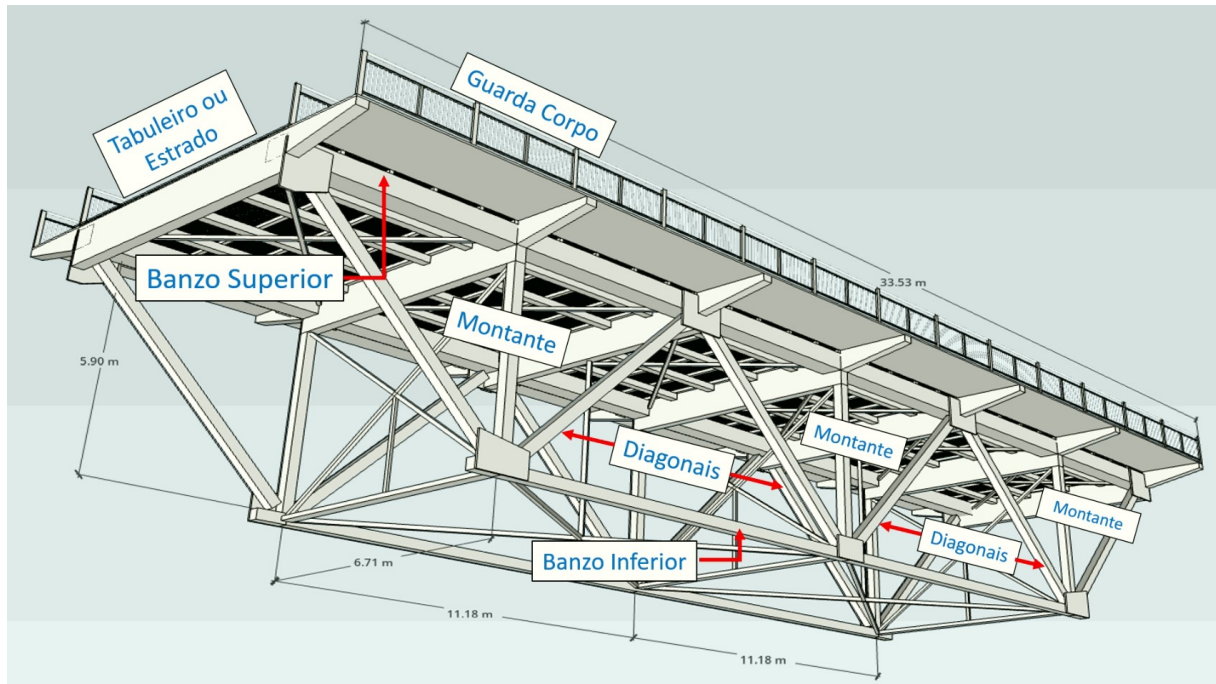 Guarda Corpo
Tabuleiro ou
Estrado
33.53 m
Banzo Superior
Montante
5.90 m
Diagonais
Montante
Montante
Diagonais
Banzo Inferior
6.71 m
11.18 m
11.18 m